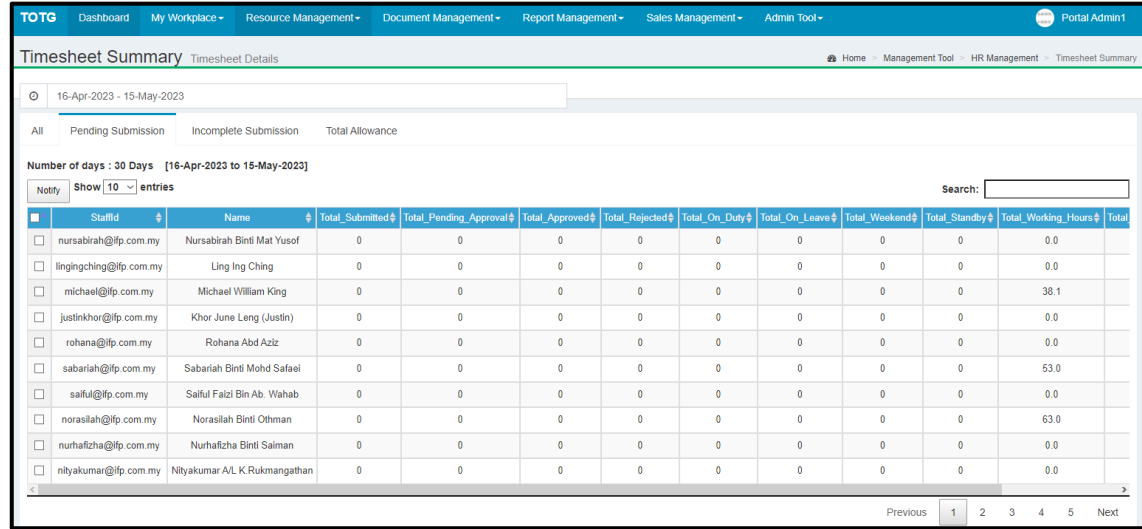 TOTG Dashboard My Workplace Resource Management Document Management Report Management Sales Management Admin Tool Portal Admin1
Timesheet Summary Timesheet Details Home > Management Tool > HR Management > Timesheet Summary
16-Apr-2023 - 15-May-2023
All Pending Submission Incomplete Submission Total Allowance
Number of days : 30 Days [16-Apr-2023 to 15-May-2023]
Notify Show 10 entries Search:
StaffId Name Total_Submitted Total_Pending_Approval Total_Approved Total_Rejected Total_On_Duty Total_On_Leave Total_Weekend Total_Standby Total_Working_Hours Total
nursabirah@ifp.com.my Nursabirah Binti Mat Yusof 0 0 0 0 0 0 0 0 0.0
lingingching@ifp.com.my Ling Ing Ching 0 0 0 0 0 0 0 0 0.0
michael@ifp.com.my Michael William King 0 0 0 0 0 0 0 0 38.1
justinkhor@ifp.com.my Khor June Leng (Justin) 0 0 0 0 0 0 0 0 0.0
rohana@ifp.com.my Rohana Abd Aziz 0 0 0 0 0 0 0 0 0.0
sabariah@ifp.com.my Sabariah Binti Mohd Safaei 0 0 0 0 0 0 0 0 53.0
saiful@ifp.com.my Saiful Faizi Bin Ab. Wahab 0 0 0 0 0 0 0 0 0.0
norasilah@ifp.com.my Norasilah Binti Othman 0 0 0 0 0 0 0 0 63.0
nurhafizha@ifp.com.my Nurhafizha Binti Saiman 0 0 0 0 0 0 0 0 0.0
nityakumar@ifp.com.my Nityakumar A/L K.Rukmangathan 0 0 0 0 0 0 0 0 0.0
Previous 1 2 3 4 5 Next